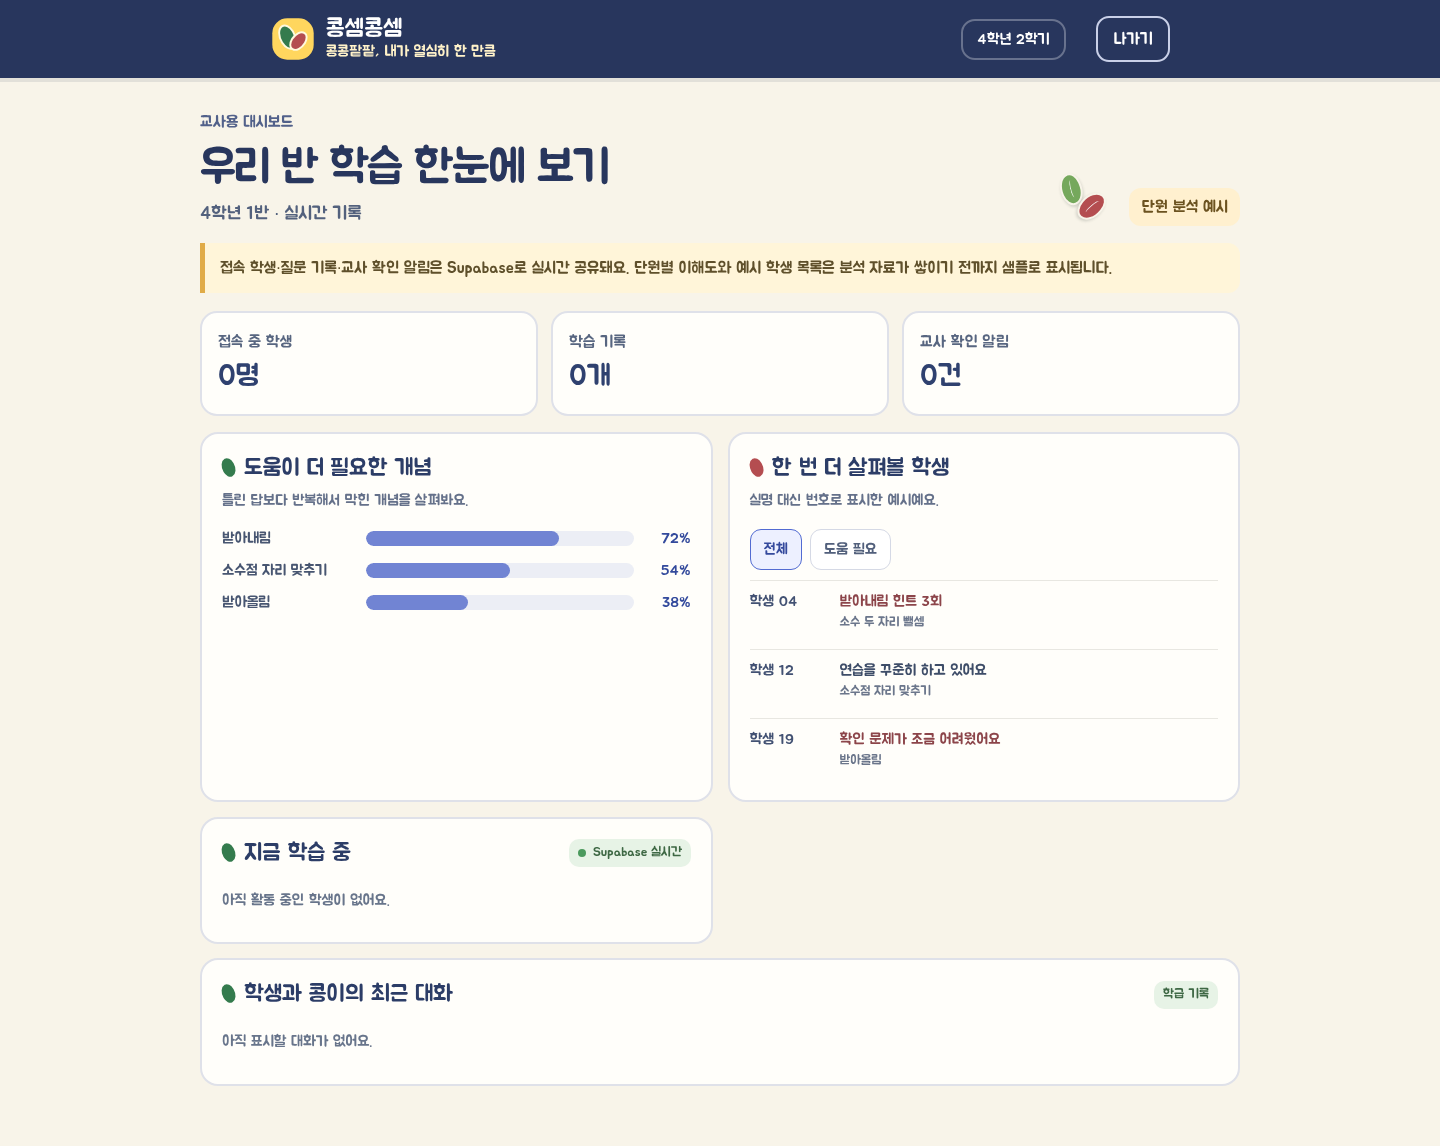 콩셈콩셈
콩콩팥팥, 내가 열심히 한 만큼
4학년 2학기
나가기
교사용 대시보드
우리 반 학습 한눈에 보기
4학년 1반 · 실시간 기록
단원 분석 예시
접속 학생·질문 기록·교사 확인 알림은 Supabase로 실시간 공유돼요. 단원별 이해도와 예시 학생 목록은 분석 자료가 쌓이기 전까지 샘플로 표시됩니다.
접속 중 학생
0명
학습 기록
0개
교사 확인 알림
0건
도움이 더 필요한 개념
틀린 답보다 반복해서 막힌 개념을 살펴봐요.
받아내림
72%
소수점 자리 맞추기
54%
받아올림
38%
한 번 더 살펴볼 학생
실명 대신 번호로 표시한 예시예요.
전체
도움 필요
학생 04
받아내림 힌트 3회
소수 두 자리 뺄셈
학생 12
연습을 꾸준히 하고 있어요
소수점 자리 맞추기
학생 19
확인 문제가 조금 어려웠어요
받아올림
지금 학습 중
Supabase 실시간
아직 활동 중인 학생이 없어요.
학생과 콩이의 최근 대화
학급 기록
아직 표시할 대화가 없어요.